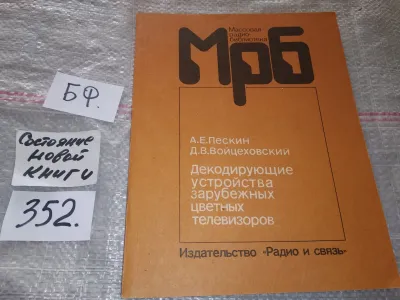 Массовая
радио
библиотека
Мрб
А.Е.Пескин
Д.В.Войцеховский
Декодирующие
устройства
зарубежных
цветных
телевизоров
Издательство «Радио и связь»
БФ.
Состояние
новой
книги
352.